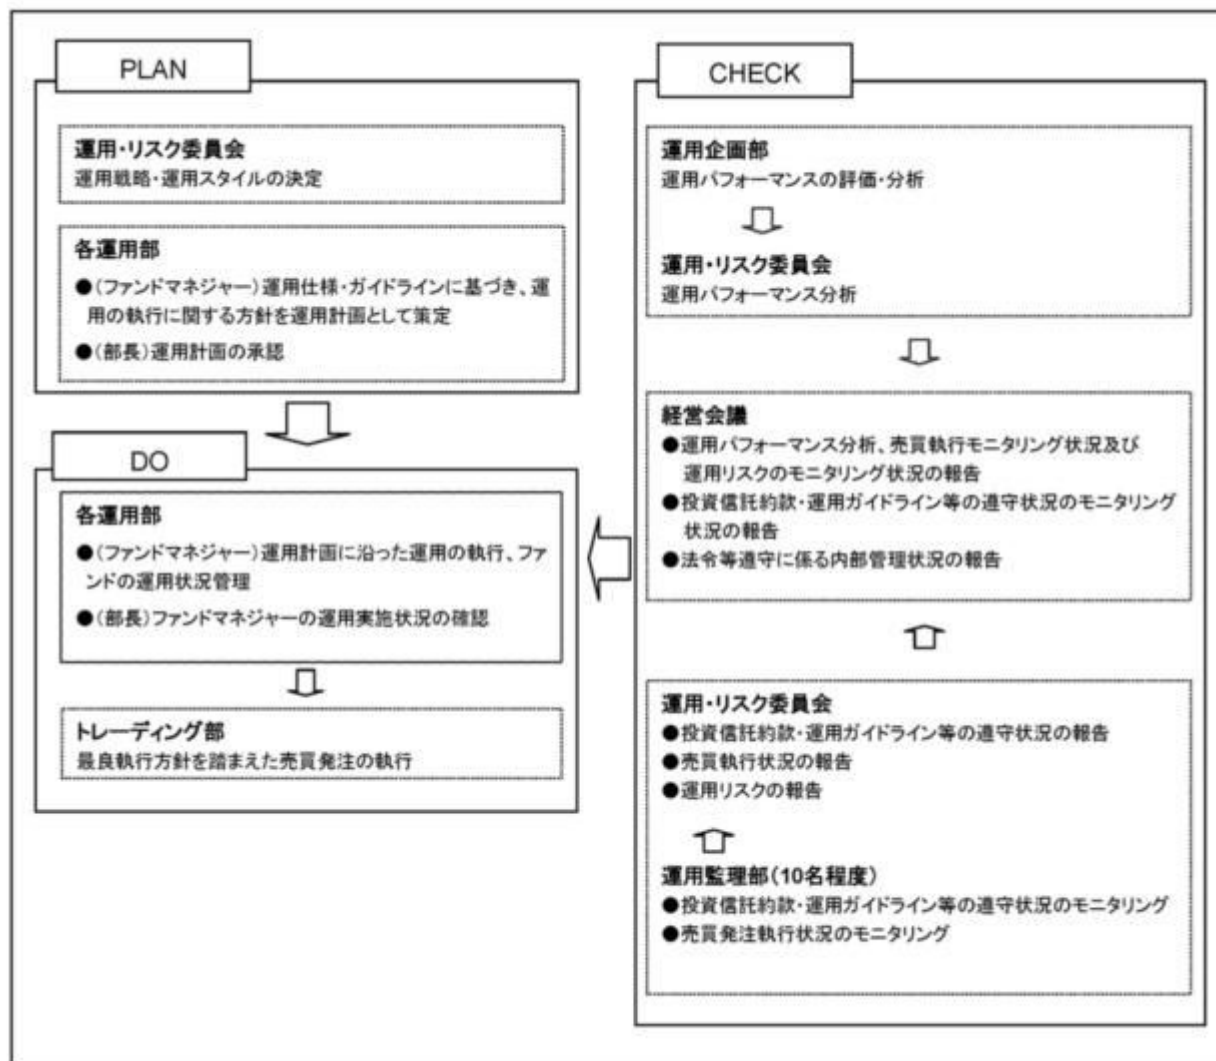 PLAN
運用・リスク委員会
運用戦略・運用スタイルの決定
各運用部
●(ファンドマネジャー)運用仕様・ガイドラインに基づき、運
用の執行に関する方針を運用計画として策定
●(部長)運用計画の承認
DO
各運用部
●(ファンドマネジャー)運用計画に沿った運用の執行、ファ
ンドの運用状況管理
●(部長)ファンドマネジャーの運用実施状況の確認
トレーディング部
最良執行方針を踏まえた売買発注の執行
CHECK
運用企画部
運用パフォーマンスの評価・分析
運用・リスク委員会
運用パフォーマンス分析
経営会議
●運用パフォーマンス分析、売買執行モニタリング状況及び
運用リスクのモニタリング状況の報告
●投資信託約款・運用ガイドライン等の遵守状況のモニタリング
状況の報告
●法令等遵守に係る内部管理状況の報告
運用・リスク委員会
●投資信託約款・運用ガイドライン等の遵守状況の報告
●売買執行状況の報告
●運用リスクの報告
運用監理部(10名程度)
●投資信託約款・運用ガイドライン等の遵守状況のモニタリング
●売買発注執行状況のモニタリング